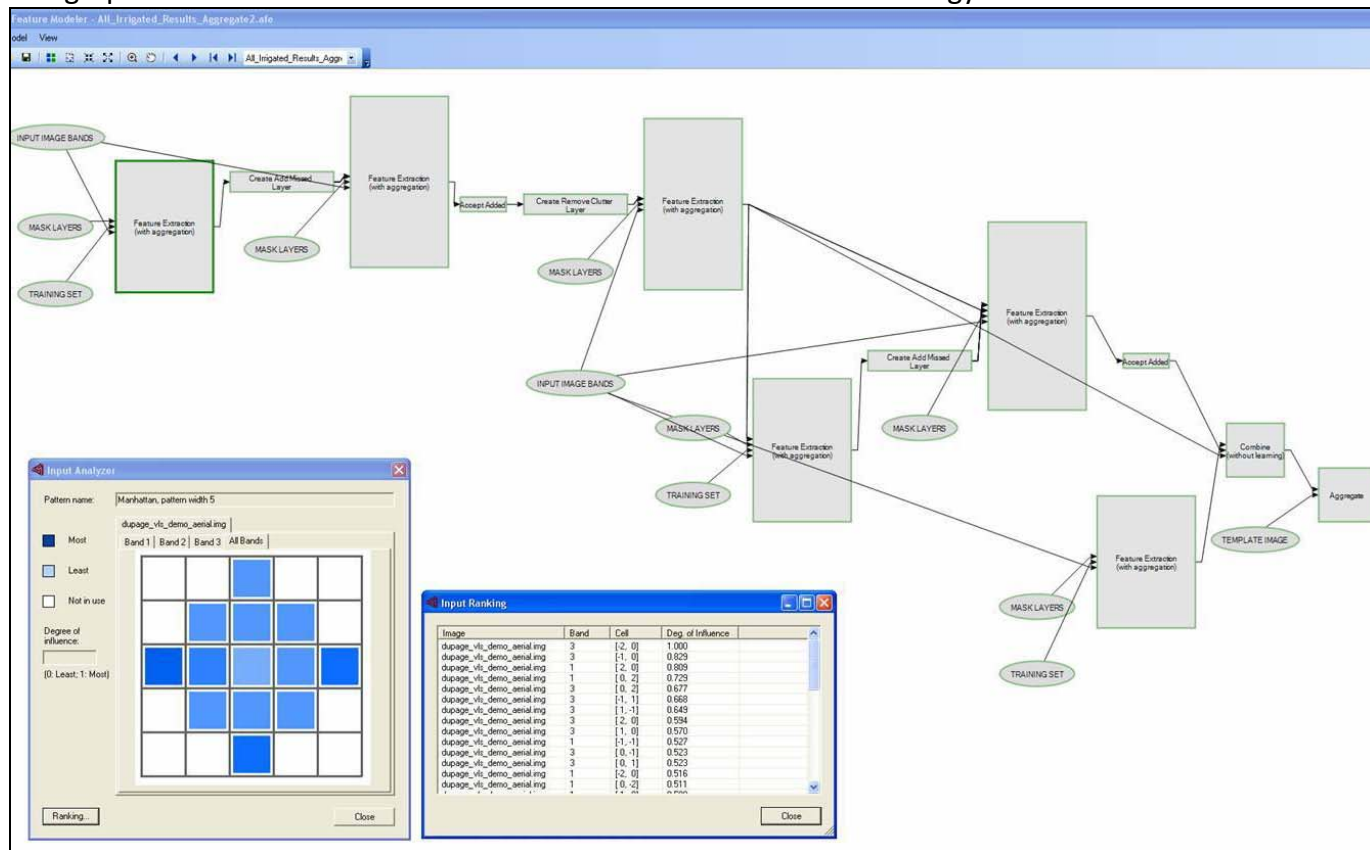 Feature Modeler - All_Irrigated_Results_Aggregate2.afe
odel View
All_Irrigated_Results_Aggre
INPUT IMAGE BANDS
MASK LAYERS
TRAINING SET
Feature Extraction
(with aggregation)
Create Add Missed
Layer
MASK LAYERS
Feature Extraction
(with aggregation)
Accept Added
Create Remove Clutter
Layer
MASK LAYERS
Feature Extraction
(with aggregation)
INPUT IMAGE BANDS
MASK LAYERS
TRAINING SET
Feature Extraction
(with aggregation)
Create Add Missed
Layer
MASK LAYERS
Feature Extraction
(with aggregation)
Accept Added
MASK LAYERS
TRAINING SET
Feature Extraction
(with aggregation)
Combine
(without learning)
TEMPLATE IMAGE
Aggregate
Input Analyzer
Pattern name: Manhattan, pattern width 5
dupage_vls_demo_aerial.img
Band 1 Band 2 Band 3 All Bands
Most
Least
Not in use
Degree of
influence:
(0: Least; 1: Most)
Ranking...
Close
Input Ranking
Image Band Cell Deg. of Influence
dupage_vls_demo_aerial.img 3 [-2, 0] 1.000
dupage_vls_demo_aerial.img 3 [-1, 0] 0.829
dupage_vls_demo_aerial.img 1 [ 2, 0] 0.809
dupage_vls_demo_aerial.img 1 [ 0, 2] 0.729
dupage_vls_demo_aerial.img 3 [ 0, 2] 0.677
dupage_vls_demo_aerial.img 3 [-1, 1] 0.668
dupage_vls_demo_aerial.img 3 [ 1, -1] 0.649
dupage_vls_demo_aerial.img 3 [ 2, 0] 0.594
dupage_vls_demo_aerial.img 3 [ 1, 0] 0.570
dupage_vls_demo_aerial.img 1 [-1, -1] 0.527
dupage_vls_demo_aerial.img 3 [ 0, -1] 0.523
dupage_vls_demo_aerial.img 3 [ 0, 1] 0.523
dupage_vls_demo_aerial.img 1 [-2, 0] 0.516
dupage_vls_demo_aerial.img 1 [ 0, -2] 0.511
Close